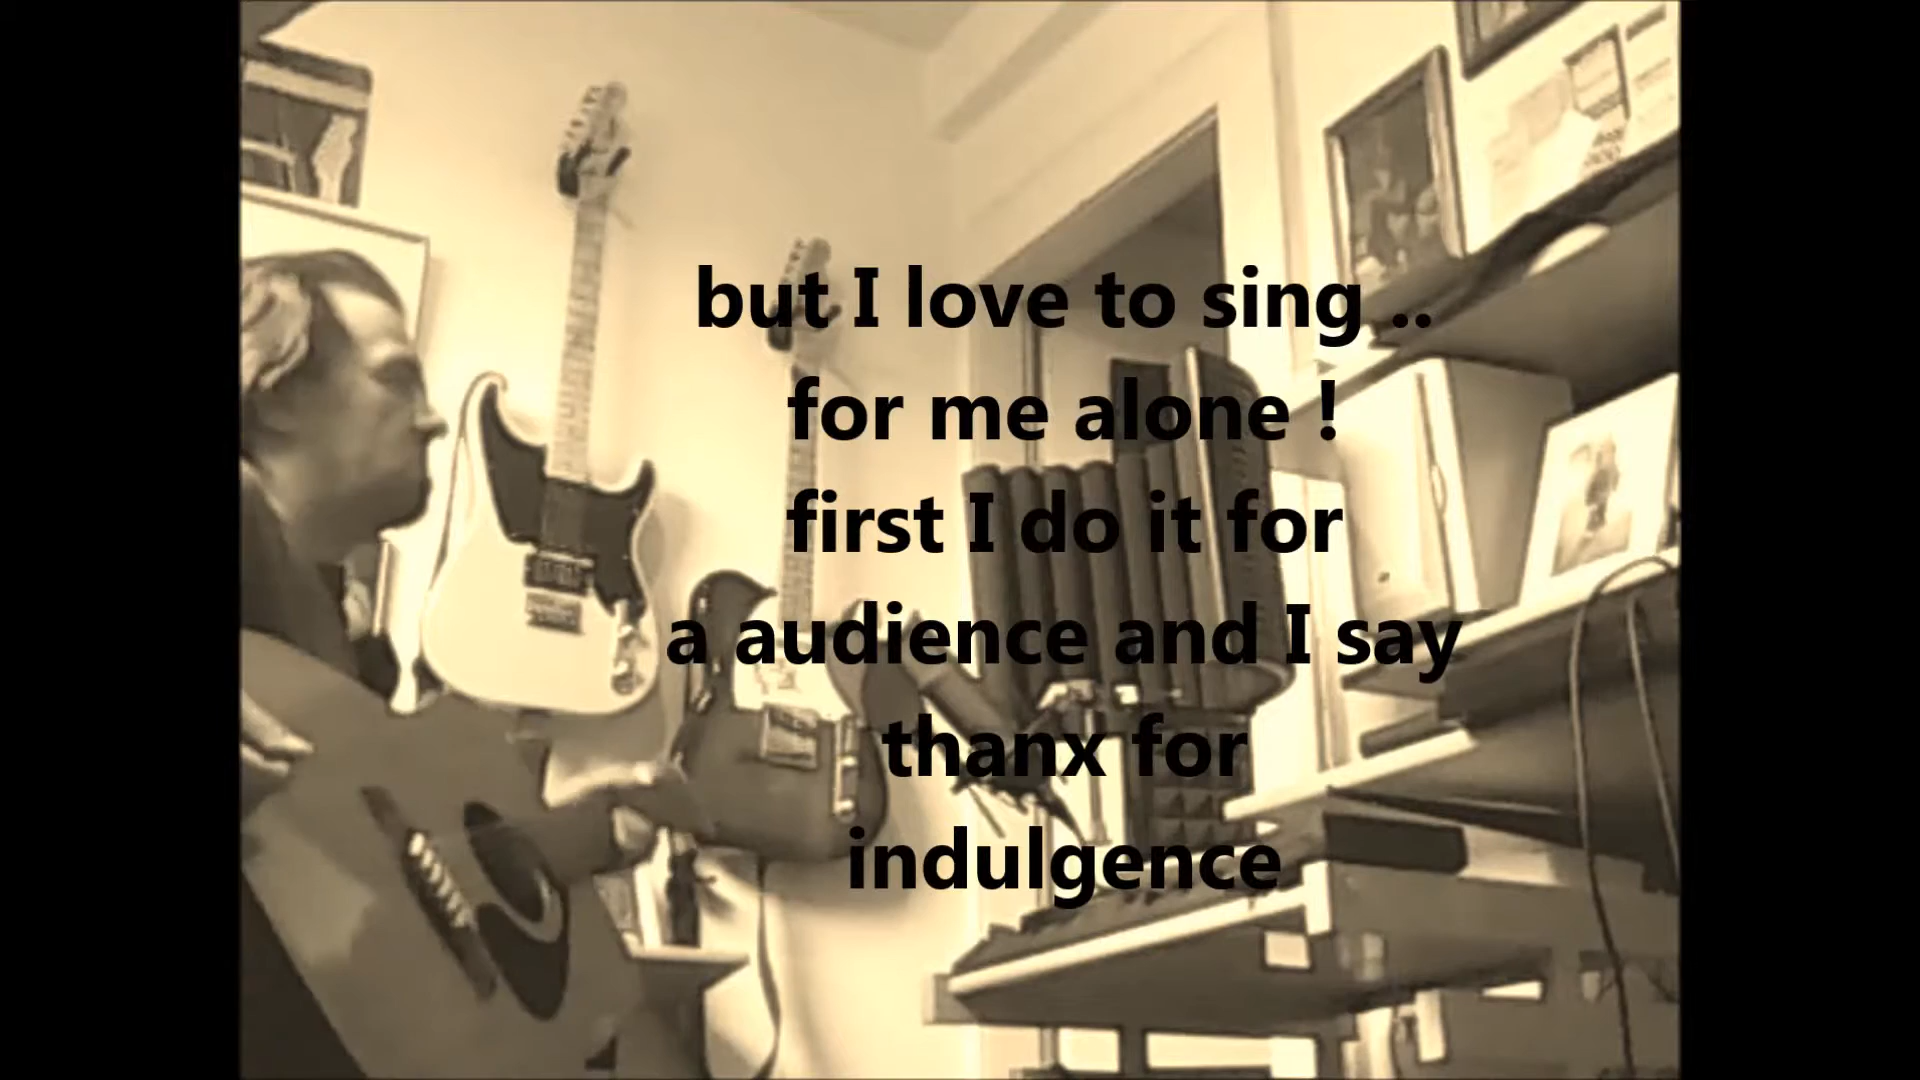 but I love to sing ..
for me alone !
first I do it for
a audience and I say
thanx for
indulgence